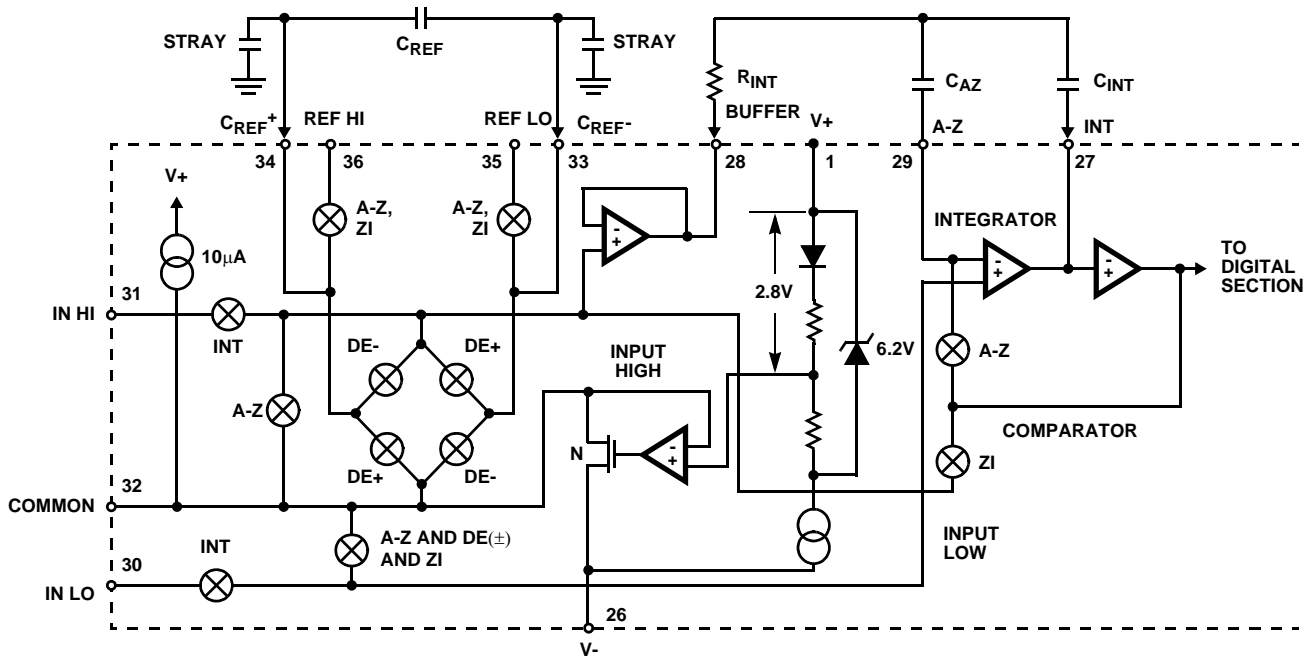 STRAY
CREF
STRAY
RINT
CAZ
CINT
BUFFER
CREF+
REF HI
REF LO
CREF-
V+
A-Z
INT
34
36
35
33
28
1
29
27
V+
A-Z,
ZI
A-Z,
ZI
10µA
INTEGRATOR
TO
DIGITAL
SECTION
-
+
-
+
-
+
2.8V
6.2V
31
IN HI
INT
DE-
DE+
INPUT
HIGH
A-Z
A-Z
COMPARATOR
N
-
+
DE+
DE-
ZI
32
COMMON
A-Z AND DE(±)
AND ZI
INPUT
LOW
INT
30
IN LO
26
V-